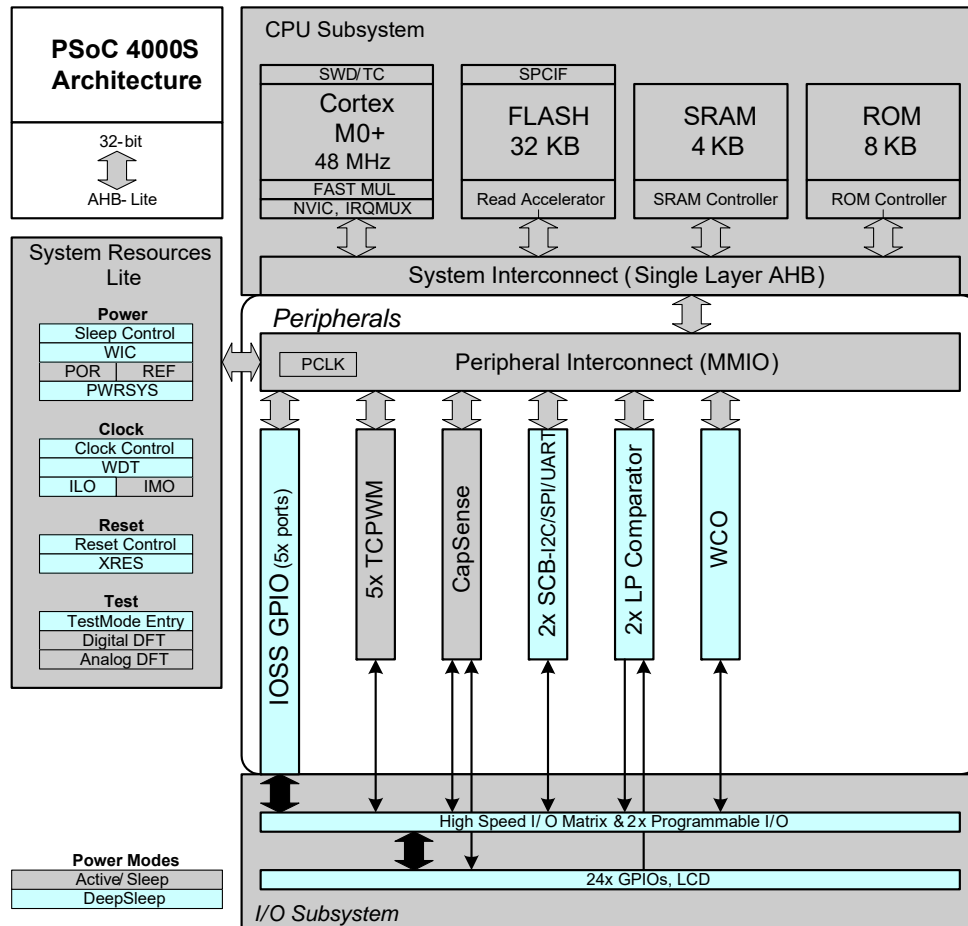 PSoC 4000S
Architecture
32-bit
AHB- Lite
CPU Subsystem
SWD/TC
Cortex
M0+
48 MHz
FAST MUL
NVIC, IRQMUX
SPCIF
FLASH
32 KB
Read Accelerator
SRAM
4 KB
SRAM Controller
ROM
8 KB
ROM Controller
System Interconnect (Single Layer AHB)
System Resources
Lite
Power
Sleep Control
WIC
POR
REF
PWRSYS
Clock
Clock Control
WDT
ILO
IMO
Reset
Reset Control
XRES
Test
TestMode Entry
Digital DFT
Analog DFT
Peripherals
PCLK
Peripheral Interconnect (MMIO)
IOSS GPIO (5x ports)
5x TCPWM
CapSense
2x SCB-I2C/SPI/UART
2x LP Comparator
WCO
High Speed I/ O Matrix & 2x Programmable I/O
24x GPIOs, LCD
I/O Subsystem
Power Modes
Active/ Sleep
DeepSleep